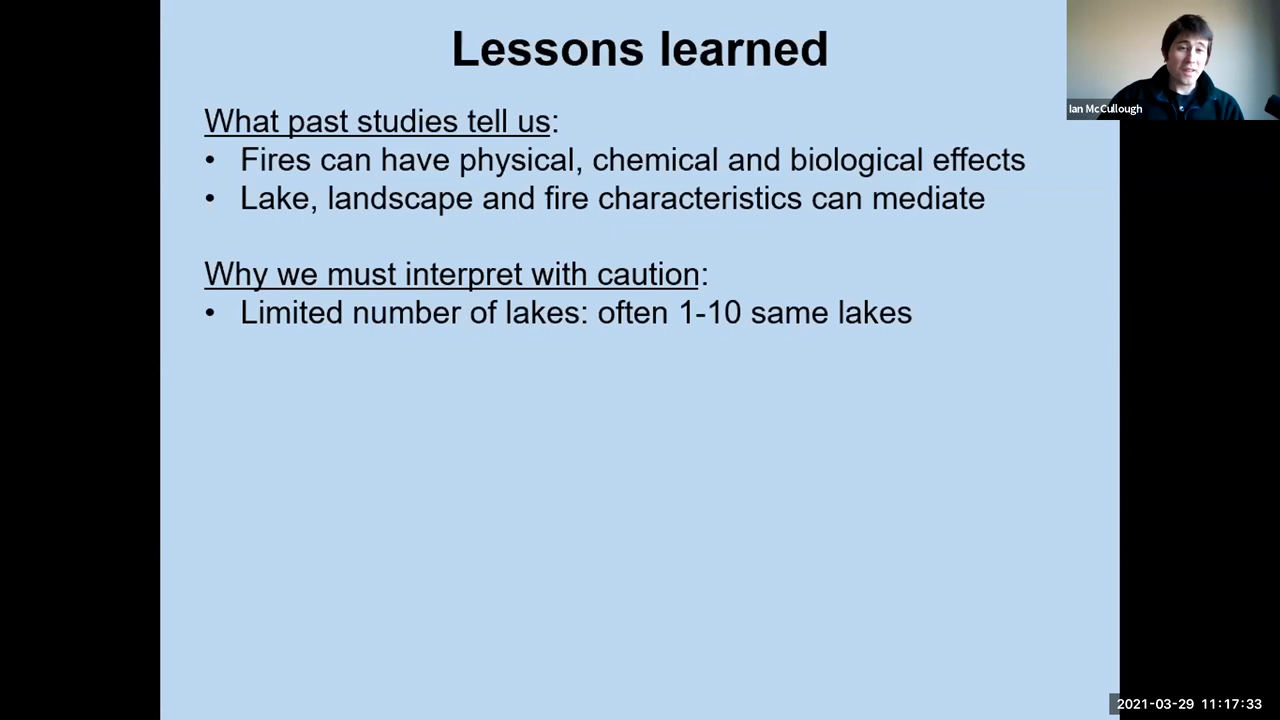 Lessons learned
Ian McCullough
What past studies tell us:
• Fires can have physical, chemical and biological effects
• Lake, landscape and fire characteristics can mediate
Why we must interpret with caution:
• Limited number of lakes: often 1-10 same lakes
2021-03-29 11:17:33